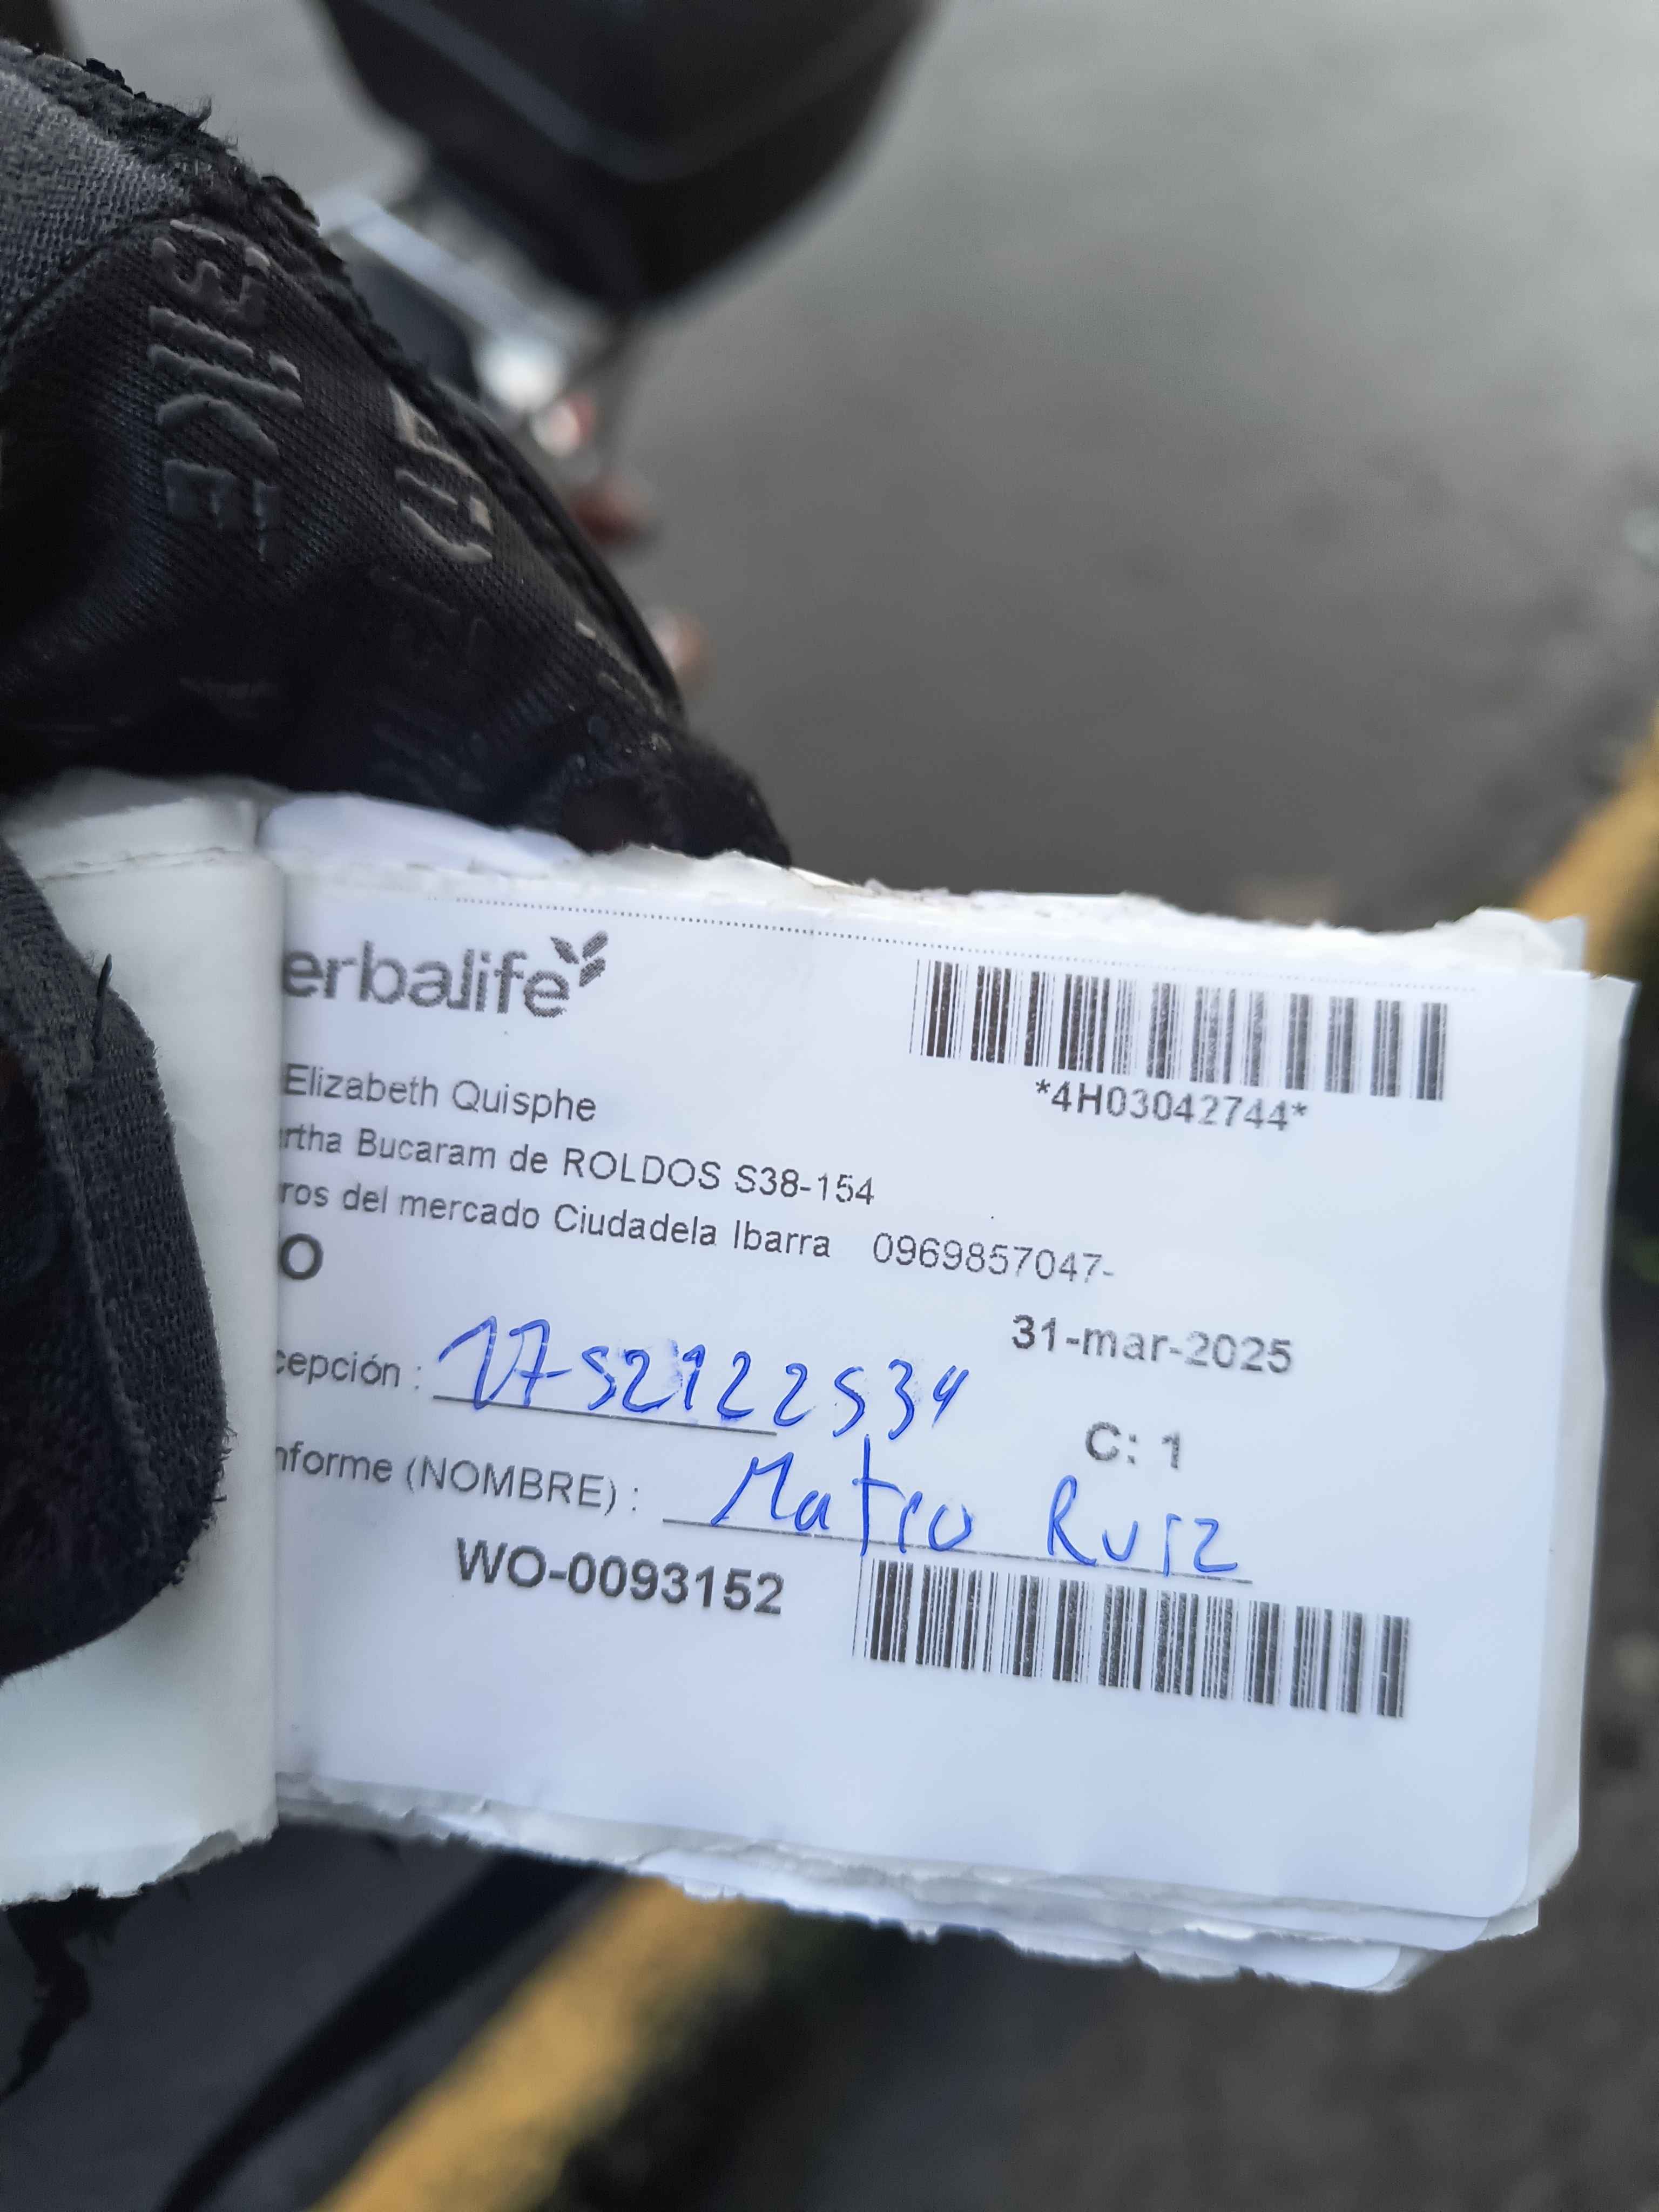 erbalife
*4H03042744*
Elizabeth Quisphe
rtha Bucaram de ROLDOS S38-154
ros del mercado Ciudadela Ibarra 0969857047-
O
31-mar-2025
cepción : 1752122534
C: 1
nforme (NOMBRE) : Mateo Ruiz
WO-0093152